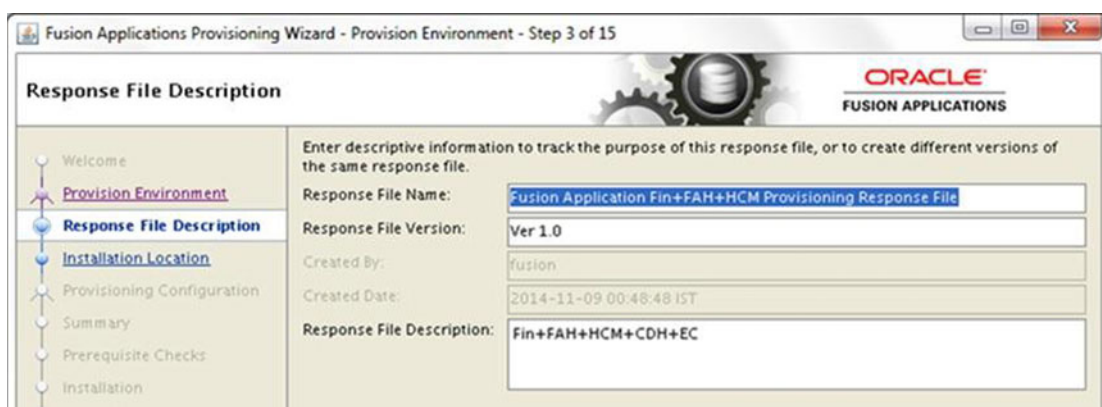 Fusion Applications Provisioning Wizard - Provision Environment - Step 3 of 15
Response File Description
ORACLE
FUSION APPLICATIONS
Welcome
Provision Environment
Response File Description
Installation Location
Provisioning Configuration
Summary
Prerequisite Checks
Installation
Enter descriptive information to track the purpose of this response file, or to create different versions of
the same response file.
Response File Name: Fusion Application Fin+FAH+HCM Provisioning Response File
Response File Version: Ver 1.0
Created By: fusion
Created Date: 2014-11-09 00:48:48 IST
Response File Description: Fin+FAH+HCM+CDH+EC